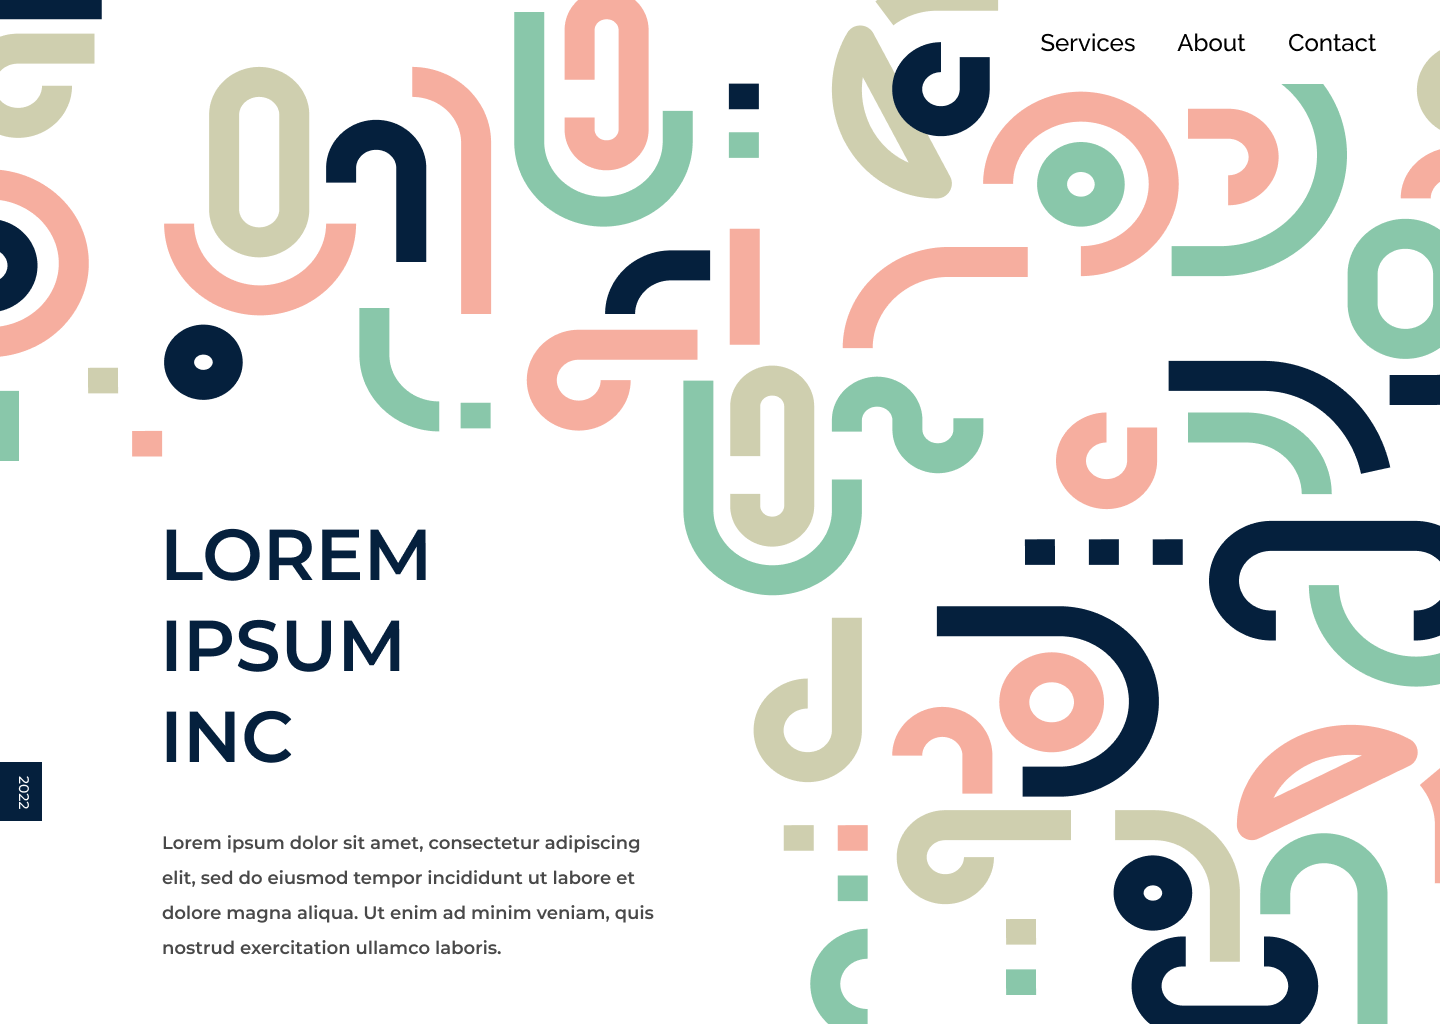 Services About Contact
LOREM
IPSUM
INC
2022
Lorem ipsum dolor sit amet, consectetur adipiscing
elit, sed do eiusmod tempor incididunt ut labore et
dolore magna aliqua. Ut enim ad minim veniam, quis
nostrud exercitation ullamco laboris.